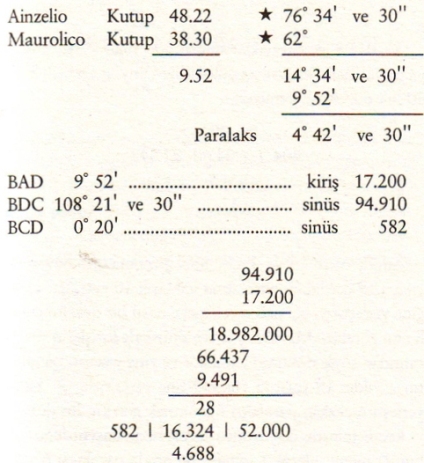 Ainzelio Kutup 48.22 ★ 76° 34' ve 30"
Maurolico Kutup 38.30 ★ 62°
9.52 14° 34' ve 30"
9° 52'
Paralaks 4° 42' ve 30"
BAD 9° 52' .............................. kiriş 17.200
BDC 108° 21' ve 30" ................. sinüs 94.910
BCD 0° 20' .............................. sinüs 582
94.910
17.200
18.982.000
66.437
9.491
28
582 | 16.324 | 52.000
4.688